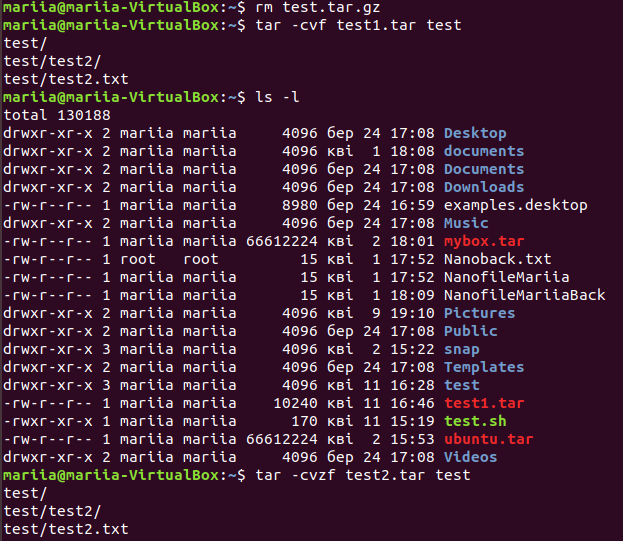 mariia@mariia-VirtualBox:~$ rm test.tar.gz
mariia@mariia-VirtualBox:~$ tar -cvf test1.tar test
test/
test/test2/
test/test2.txt
mariia@mariia-VirtualBox:~$ ls -l
total 130188
drwxr-xr-x 2 mariia mariia     4096 бер 24 17:08 Desktop
drwxr-xr-x 2 mariia mariia     4096 кві  1 18:08 documents
drwxr-xr-x 2 mariia mariia     4096 бер 24 17:08 Documents
drwxr-xr-x 2 mariia mariia     4096 бер 24 17:08 Downloads
-rw-r--r-- 1 mariia mariia     8980 бер 24 16:59 examples.desktop
drwxr-xr-x 2 mariia mariia     4096 бер 24 17:08 Music
-rw-r--r-- 1 mariia mariia 66612224 кві  2 18:01 mybox.tar
-rw-r--r-- 1 root   root         15 кві  1 17:52 Nanoback.txt
-rw-r--r-- 1 mariia mariia       15 кві  1 17:52 NanofileMariia
-rw-r--r-- 1 mariia mariia       15 кві  1 18:09 NanofileMariiaBack
drwxr-xr-x 2 mariia mariia     4096 кві  9 19:10 Pictures
drwxr-xr-x 2 mariia mariia     4096 бер 24 17:08 Public
drwxr-xr-x 3 mariia mariia     4096 кві  2 15:22 snap
drwxr-xr-x 2 mariia mariia     4096 бер 24 17:08 Templates
drwxr-xr-x 3 mariia mariia     4096 кві 11 16:28 test
-rw-r--r-- 1 mariia mariia    10240 кві 11 16:46 test1.tar
-rwxr-xr-x 1 mariia mariia      170 кві 11 15:19 test.sh
-rw-r--r-- 1 mariia mariia 66612224 кві  2 15:53 ubuntu.tar
drwxr-xr-x 2 mariia mariia     4096 бер 24 17:08 Videos
mariia@mariia-VirtualBox:~$ tar -cvzf test2.tar test
test/
test/test2/
test/test2.txt